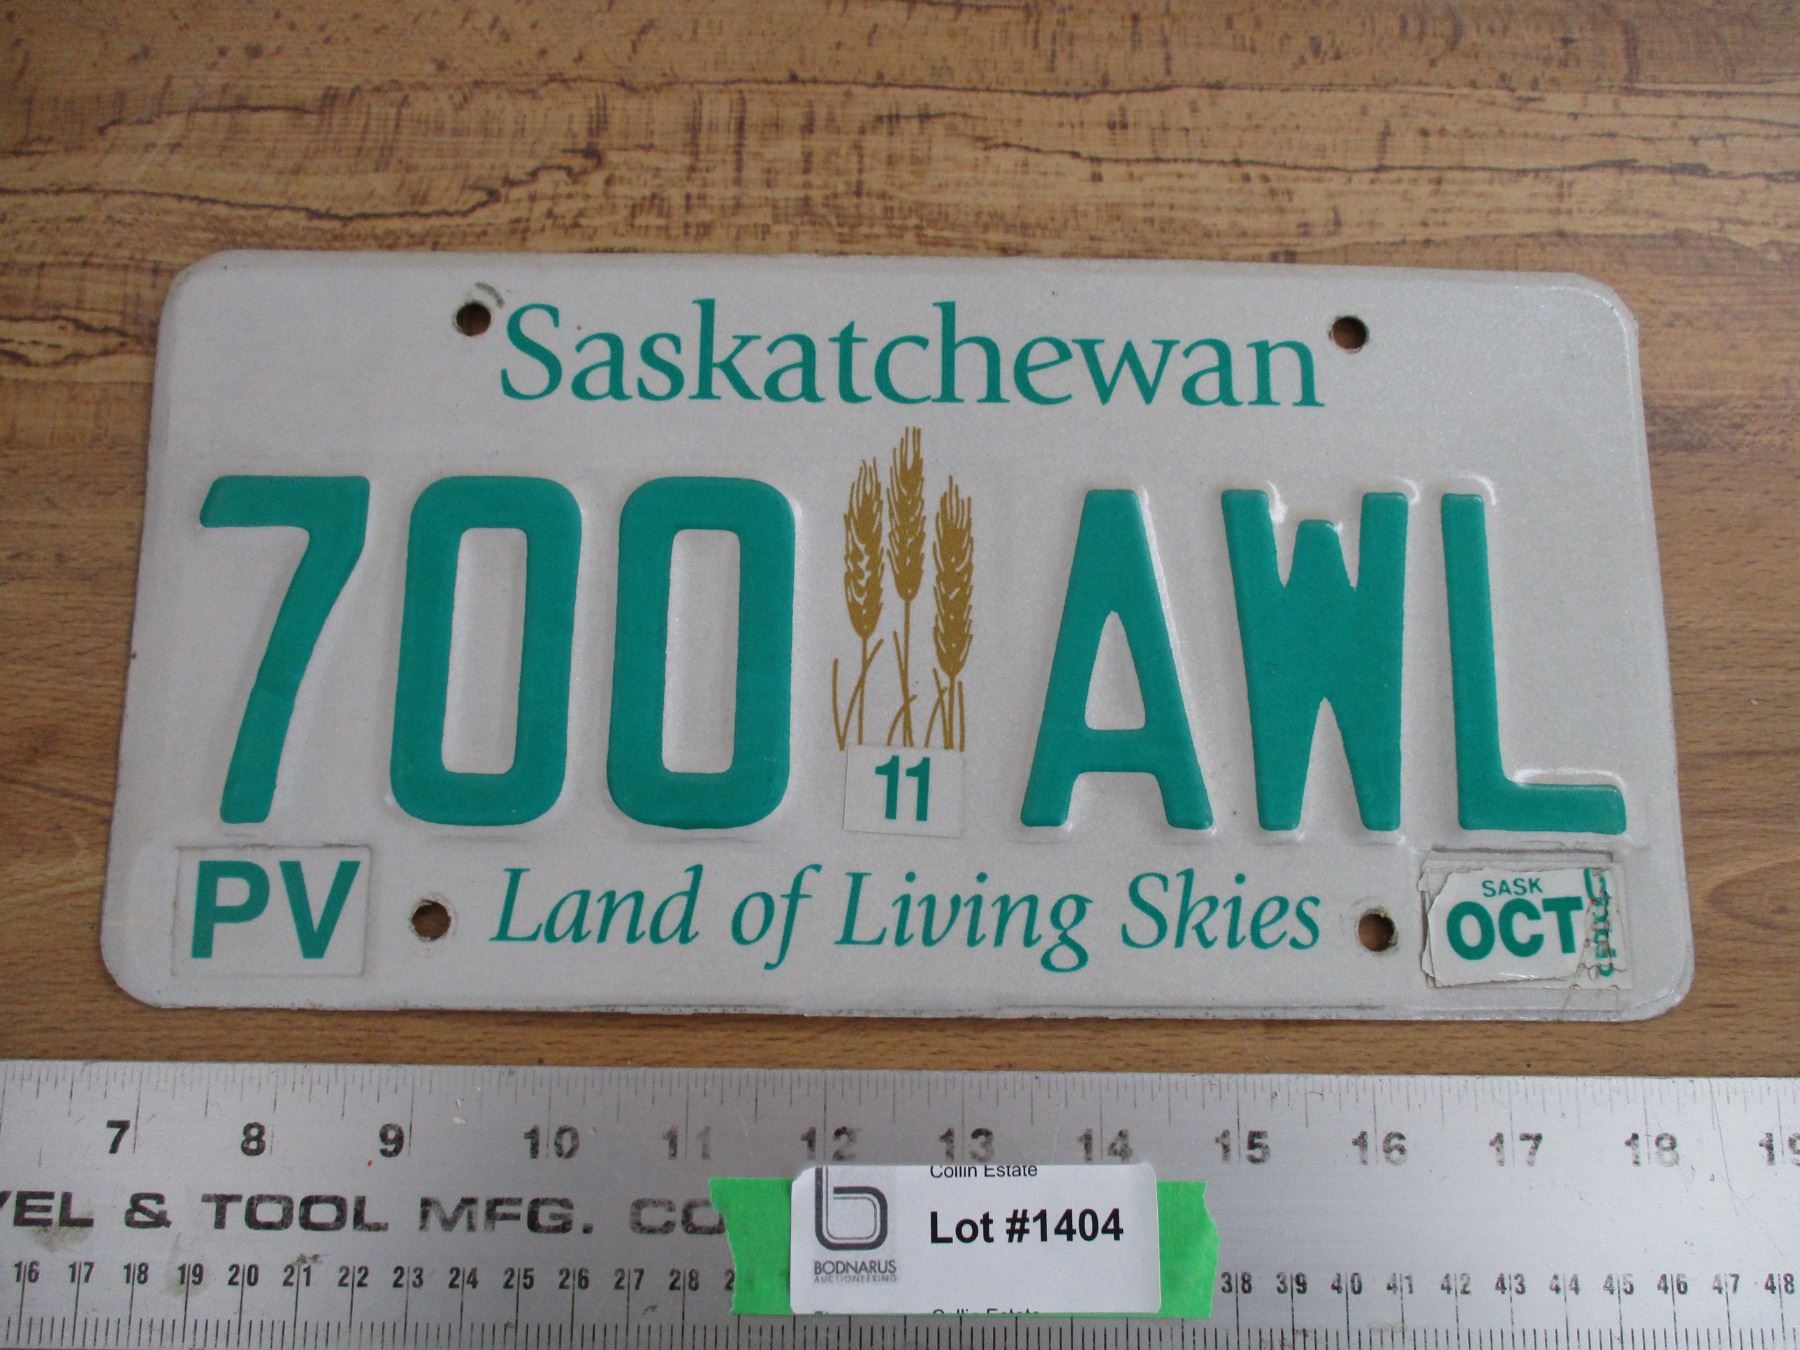 Saskatchewan
700 AWL
11
PV
Land of Living Skies
SASK
OCT
7 8 9 10 11 12 13 14 15 16 17 18 19
& TOOL MFG. CO
Collin Estate
Lot #1404
BODNARUS
AUCTIONEERING
16 17 18 19 20 21 22 23 24 25 26 27 28 38 39 40 41 42 43 44 45 46 47 48